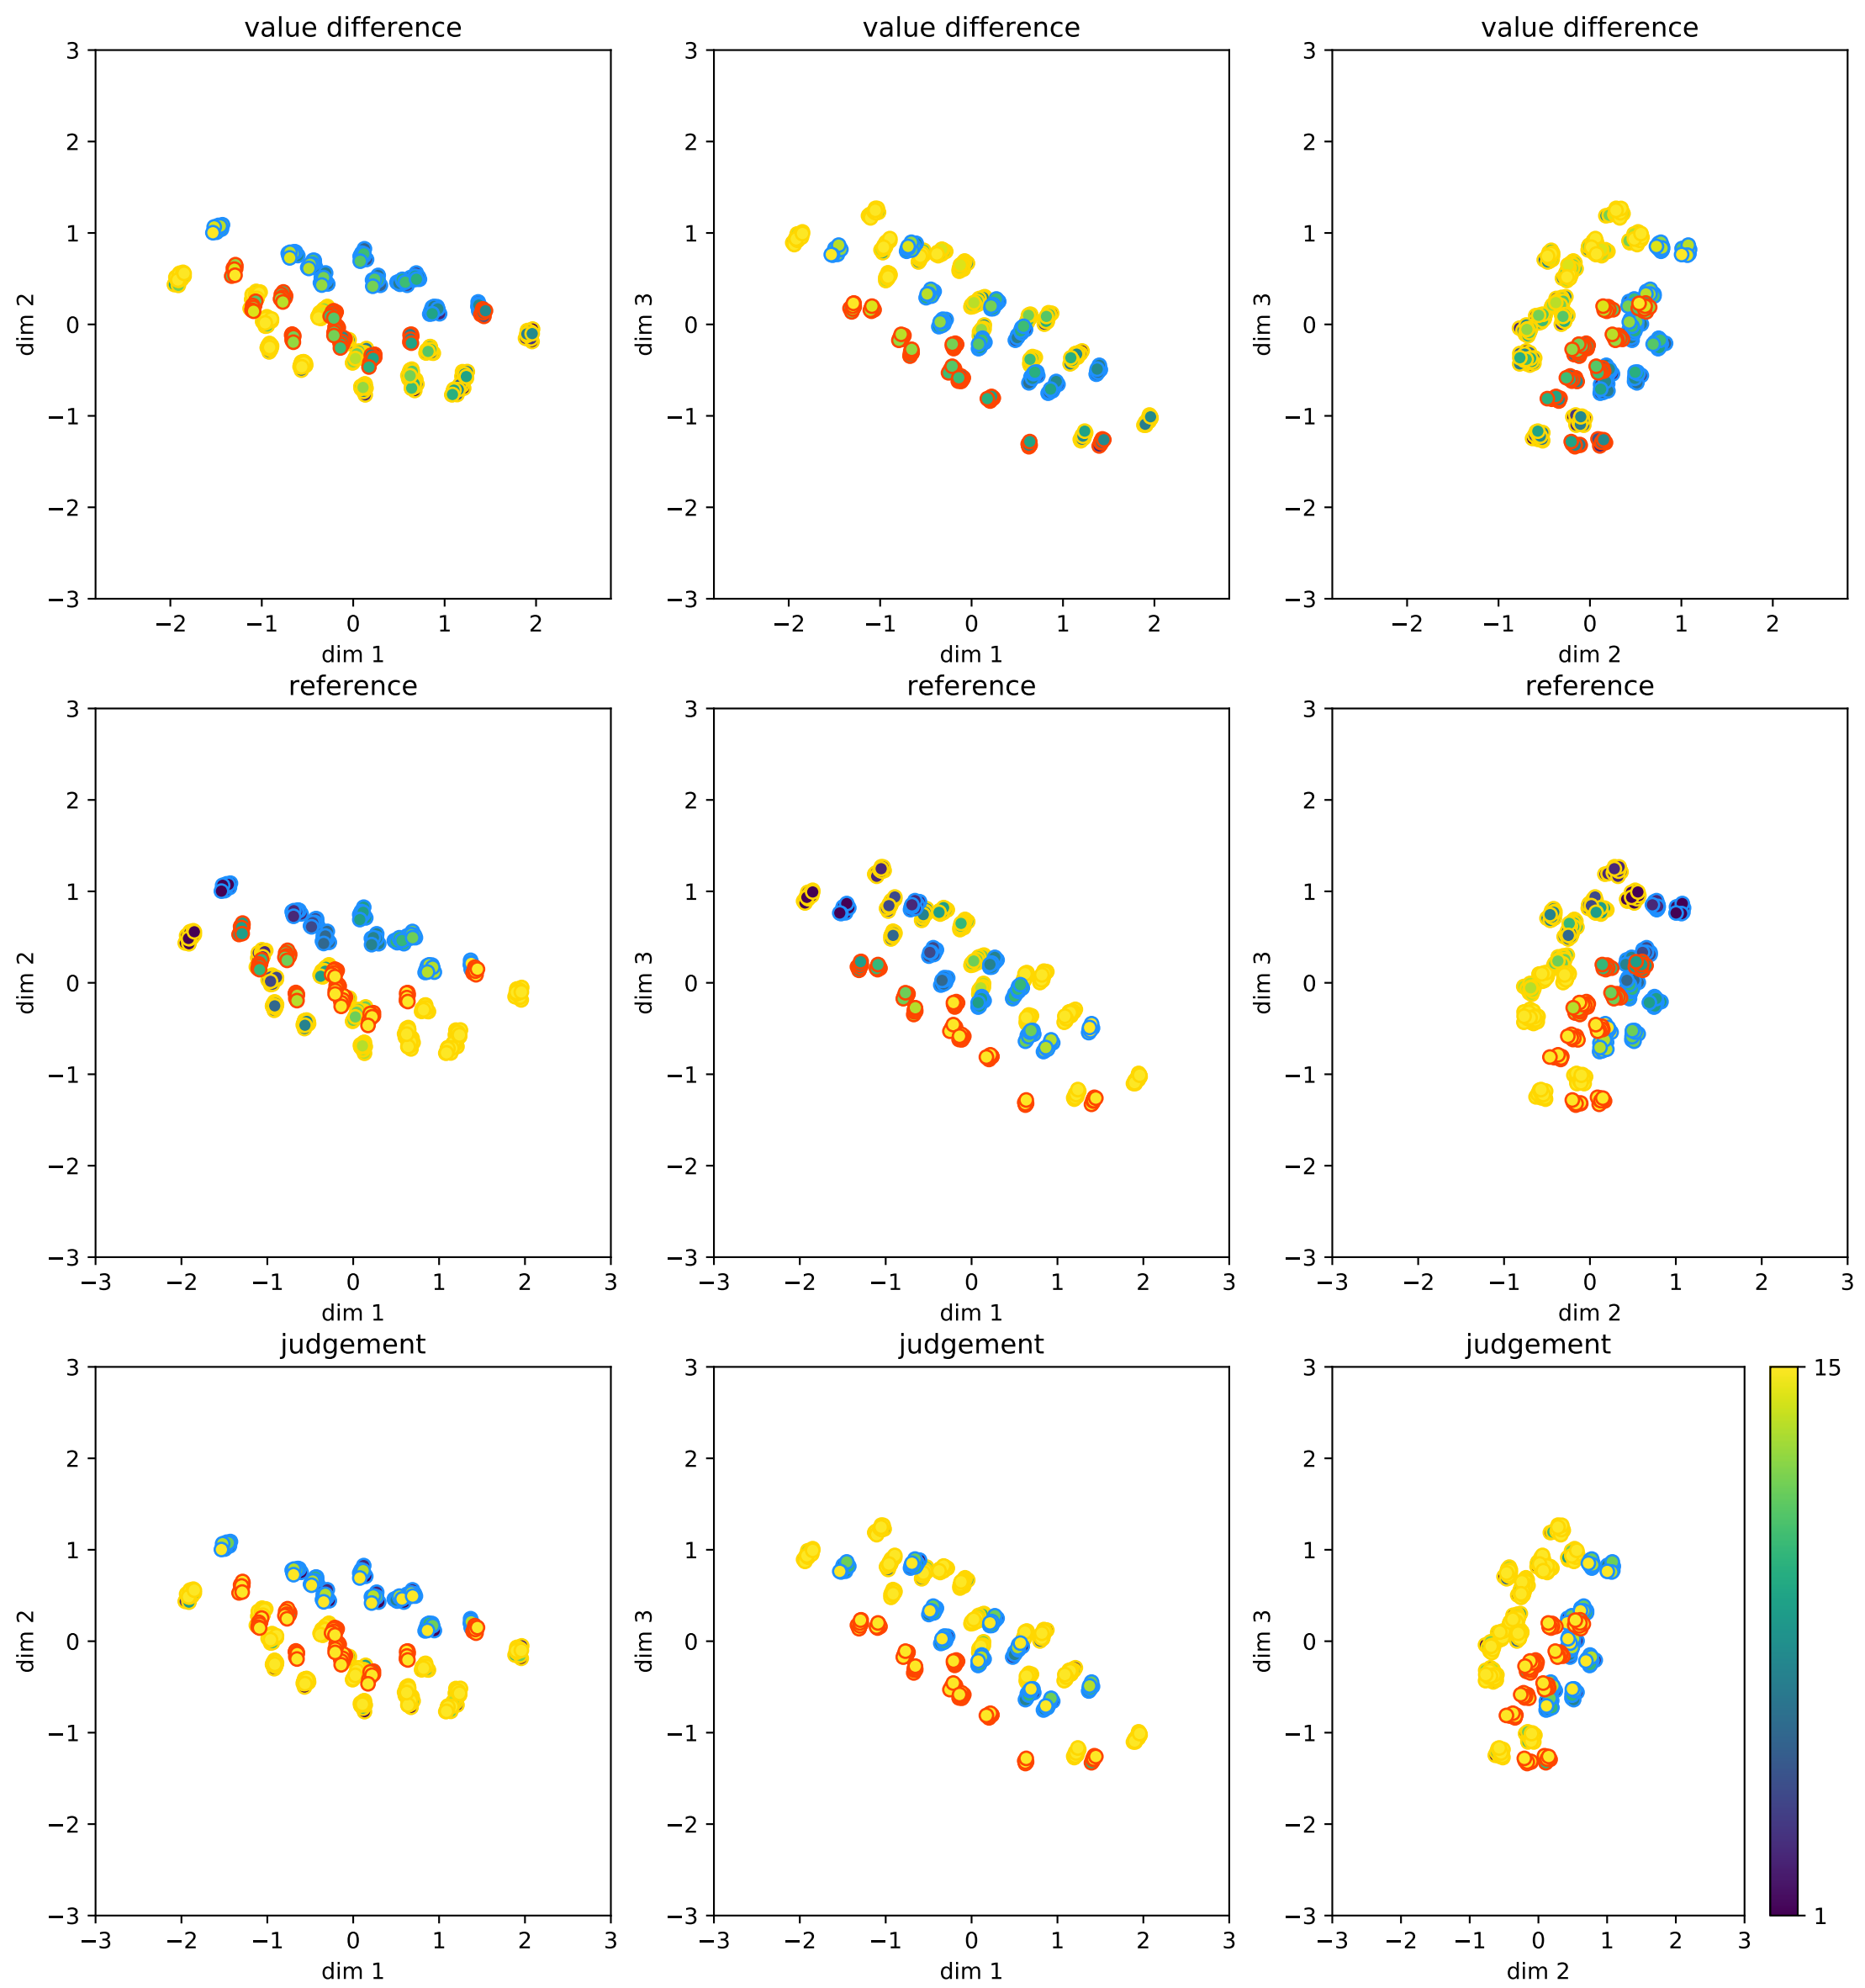 value difference value difference value difference
3 3 3
2 2 2
1 1 1
0 0 0
−1 −1 −1
−2 −2 −2
−3 −3 −3
dim 2 dim 3 dim 3
−2 −1 0 1 2 −2 −1 0 1 2 −2 −1 0 1 2
dim 1 dim 1 dim 2
reference reference reference
3 3 3
2 2 2
1 1 1
0 0 0
−1 −1 −1
−2 −2 −2
−3 −3 −3
dim 2 dim 3 dim 3
−3 −2 −1 0 1 2 3 −3 −2 −1 0 1 2 3 −3 −2 −1 0 1 2 3
dim 1 dim 1 dim 2
judgement judgement judgement
3 3 3 15
2 2 2
1 1 1
0 0 0
−1 −1 −1
−2 −2 −2
−3 −3 −3 1
dim 2 dim 3 dim 3
−3 −2 −1 0 1 2 3 −3 −2 −1 0 1 2 3 −3 −2 −1 0 1 2 3
dim 1 dim 1 dim 2